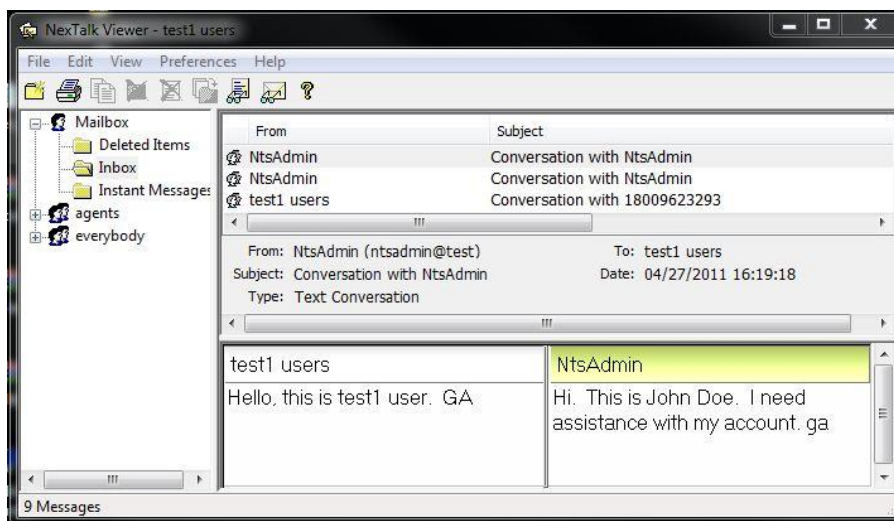 NexTalk Viewer - test1 users
File Edit View Preferences Help
Mailbox
Deleted Items
Inbox
Instant Messages
agents
everybody
From Subject
NtsAdmin Conversation with NtsAdmin
NtsAdmin Conversation with NtsAdmin
test1 users Conversation with 18009623293
From: NtsAdmin (ntsadmin@test) To: test1 users
Subject: Conversation with NtsAdmin Date: 04/27/2011 16:19:18
Type: Text Conversation
test1 users
Hello, this is test1 user. GA
NtsAdmin
Hi. This is John Doe. I need
assistance with my account. ga
9 Messages